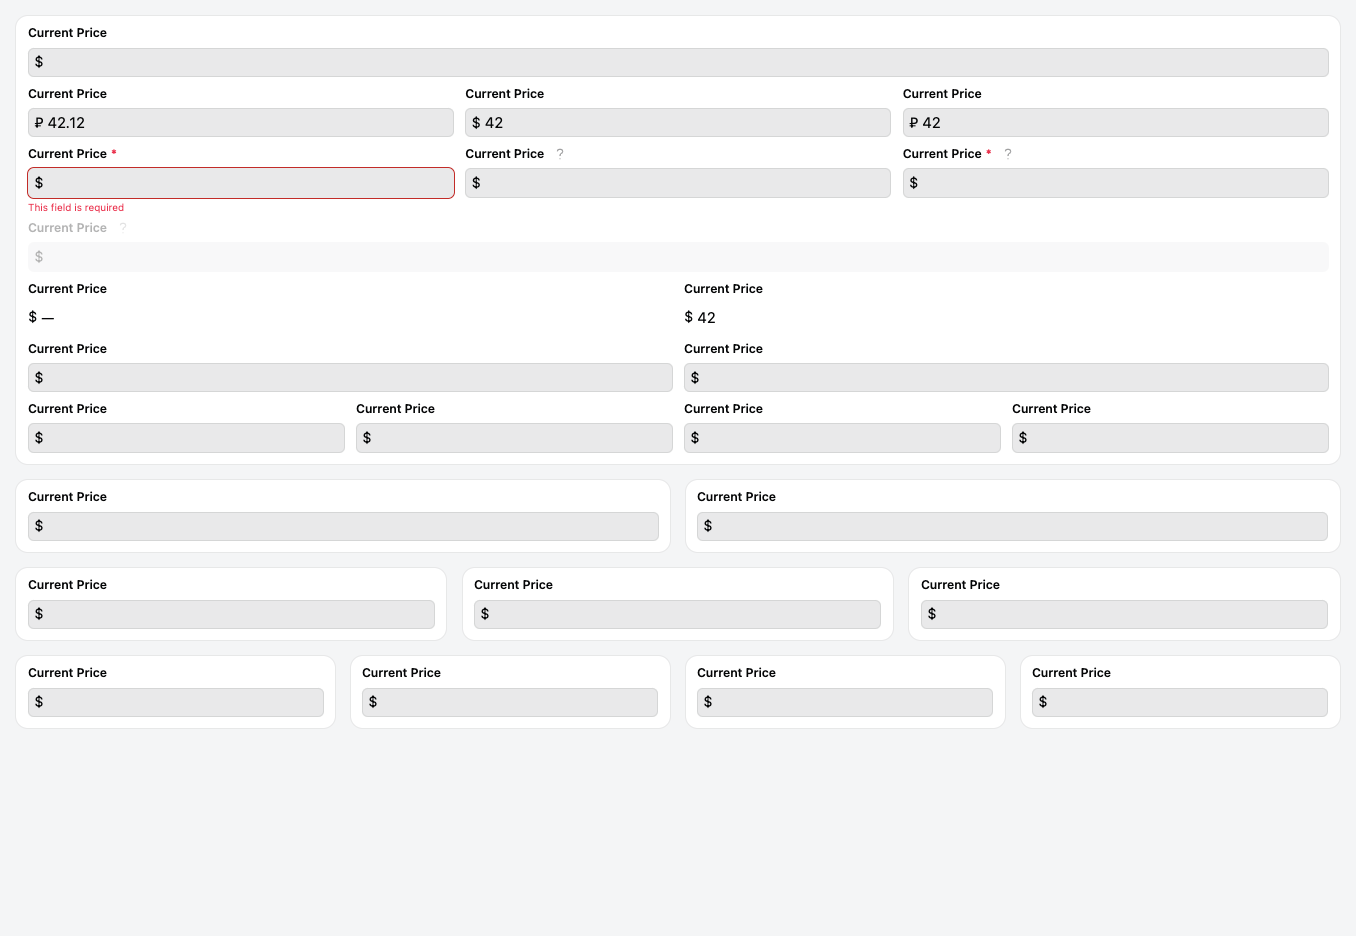 Current Price
$
Current Price Current Price Current Price
₽ 42.12 $ 42 ₽ 42
Current Price * Current Price ? Current Price * ?
$ $ $
This field is required
Current Price ?
$
Current Price Current Price
$ — $ 42
Current Price Current Price
$ $
Current Price Current Price Current Price Current Price
$ $ $ $
Current Price Current Price
$ $
Current Price Current Price Current Price
$ $ $
Current Price Current Price Current Price Current Price
$ $ $ $